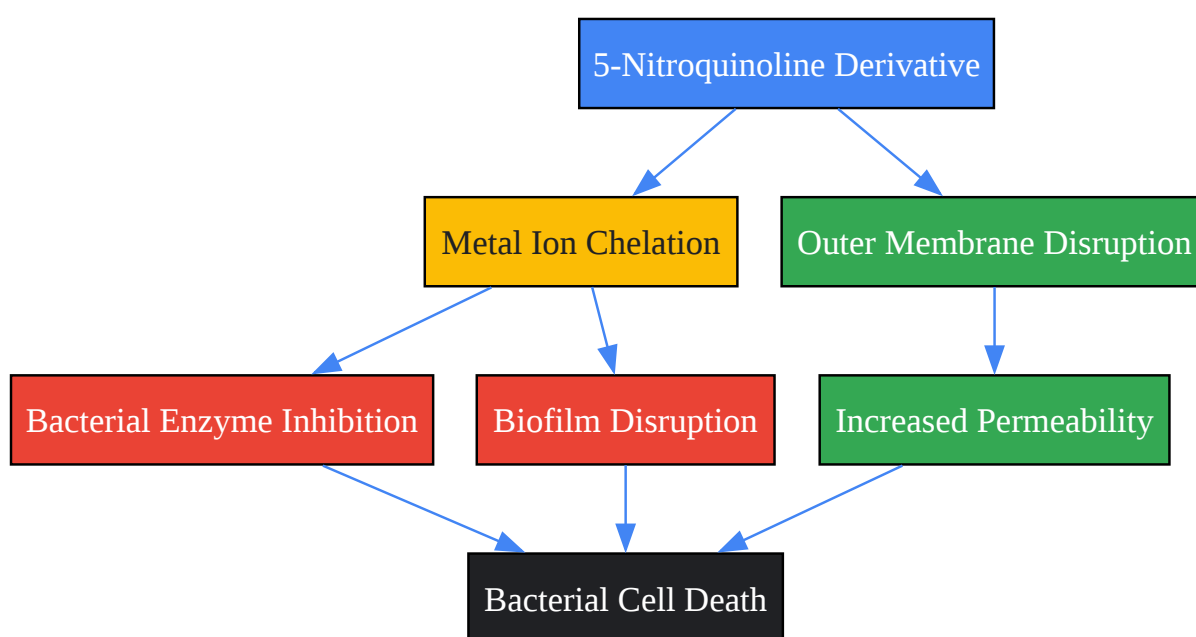 5-Nitroquinoline Derivative
Metal Ion Chelation
Outer Membrane Disruption
Bacterial Enzyme Inhibition
Biofilm Disruption
Increased Permeability
Bacterial Cell Death